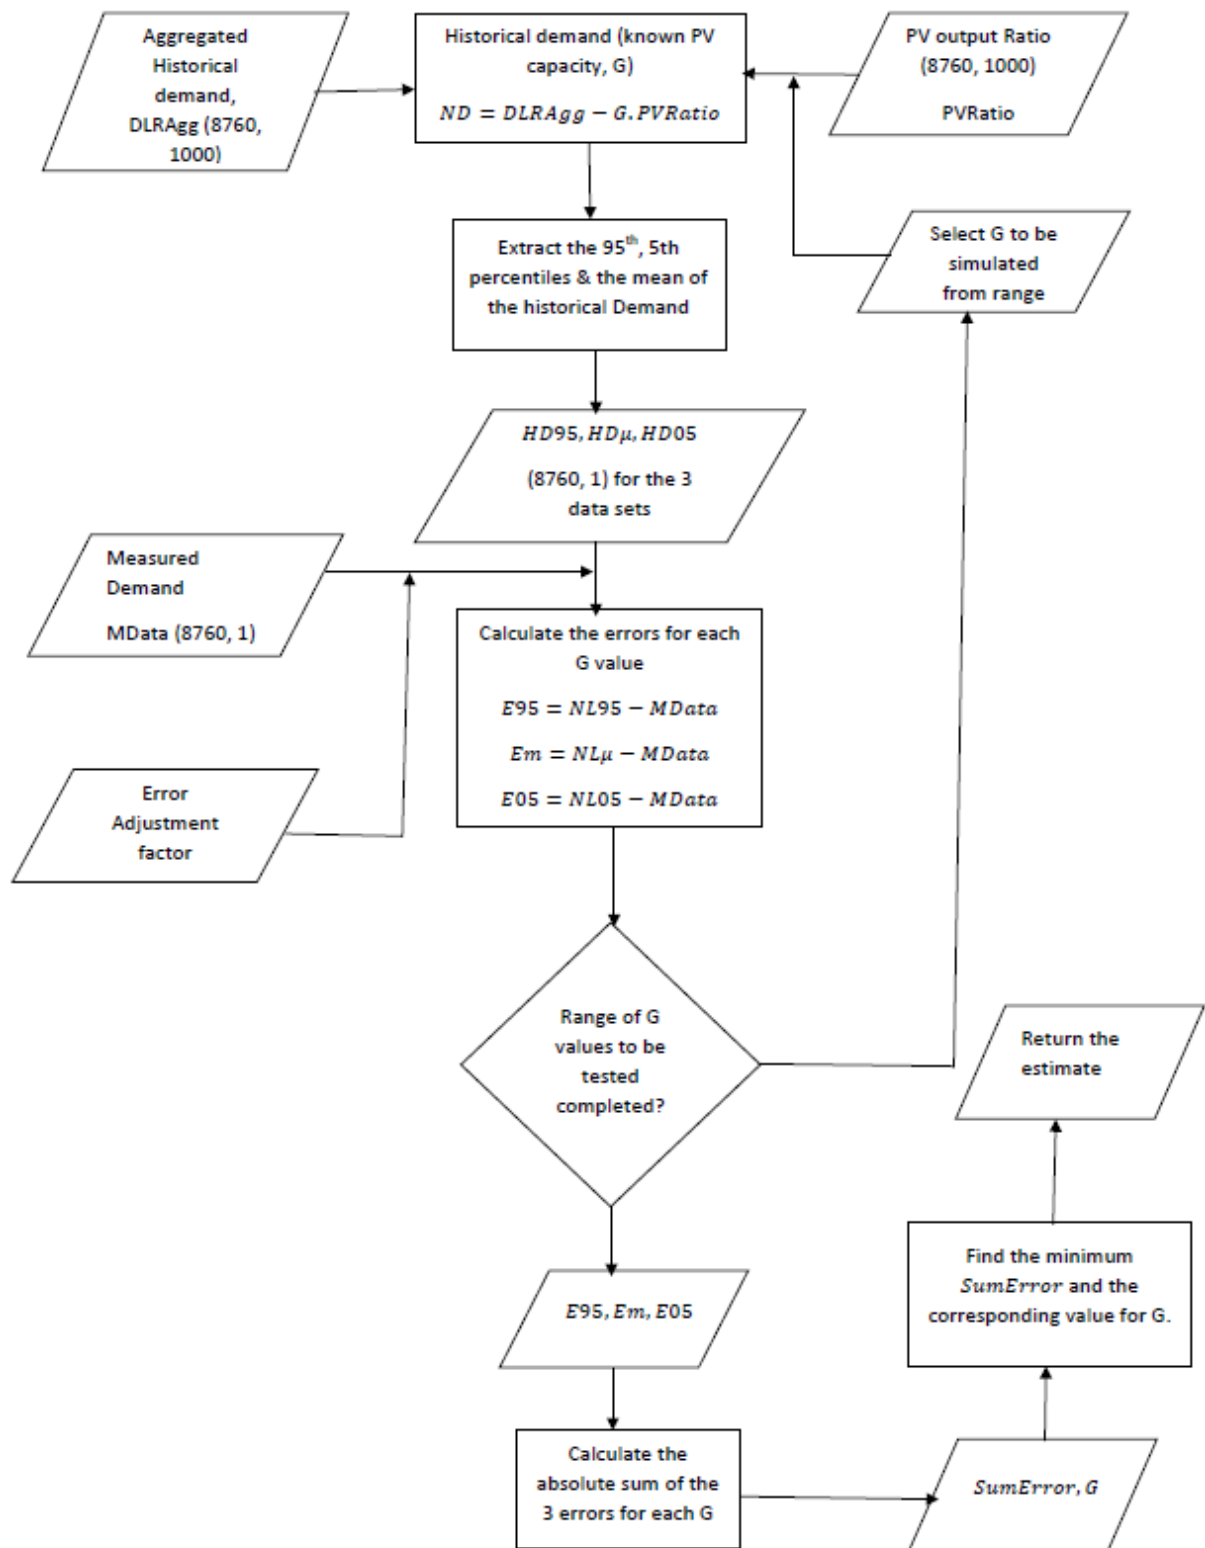 Aggregated
Historical
demand,
DLRAgg (8760,
1000)
Historical demand (known PV
capacity, G)
ND = DLRAgg − G.PVRatio
PV output Ratio
(8760, 1000)
PVRatio
Extract the 95th, 5th
percentiles & the mean of
the historical Demand
Select G to be
simulated
from range
HD95, HDμ, HD05
(8760, 1) for the 3
data sets
Measured
Demand
MData (8760, 1)
Calculate the errors for each
G value
E95 = NL95 − MData
Em = NLμ − MData
E05 = NL05 − MData
Error
Adjustment
factor
Range of G
values to be
tested
completed?
Return the
estimate
Find the minimum
SumError and the
corresponding value for G.
E95, Em, E05
Calculate the
absolute sum of the
3 errors for each G
SumError, G